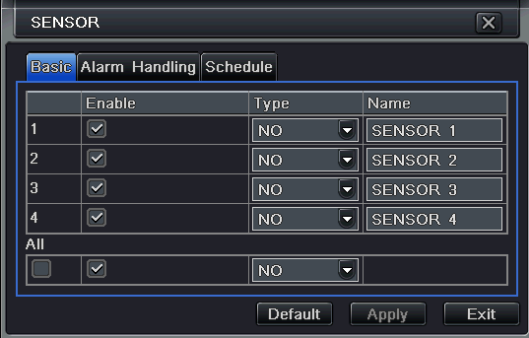 SENSOR
Basic Alarm Handling Schedule
Enable Type Name
1 NO SENSOR 1
2 NO SENSOR 2
3 NO SENSOR 3
4 NO SENSOR 4
All
NO
Default Apply Exit